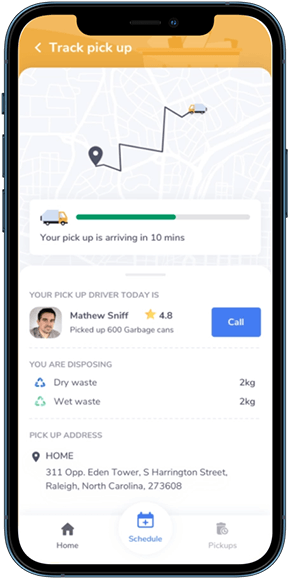 Track pick up
Your pick up is arriving in 10 mins
YOUR PICK UP DRIVER TODAY IS
Mathew Sniff 4.8
Picked up 600 Garbage cans
Call
YOU ARE DISPOSING
Dry waste 2kg
Wet waste 2kg
PICK UP ADDRESS
HOME
311 Opp. Eden Tower, S Harrington Street,
Raleigh, North Carolina, 273608
Home Schedule Pickups